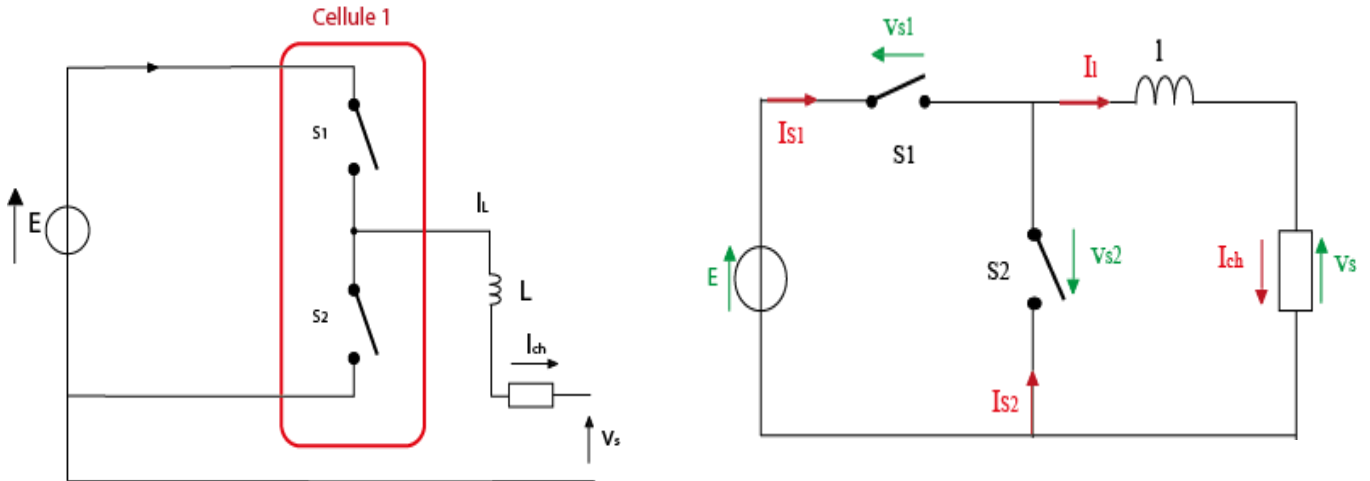 Cellule 1
S1
E
IL
S2
L
Ich
Vs
vs1
Is1
S1
Il
l
E
S2
vs2
Is2
Ich
vs